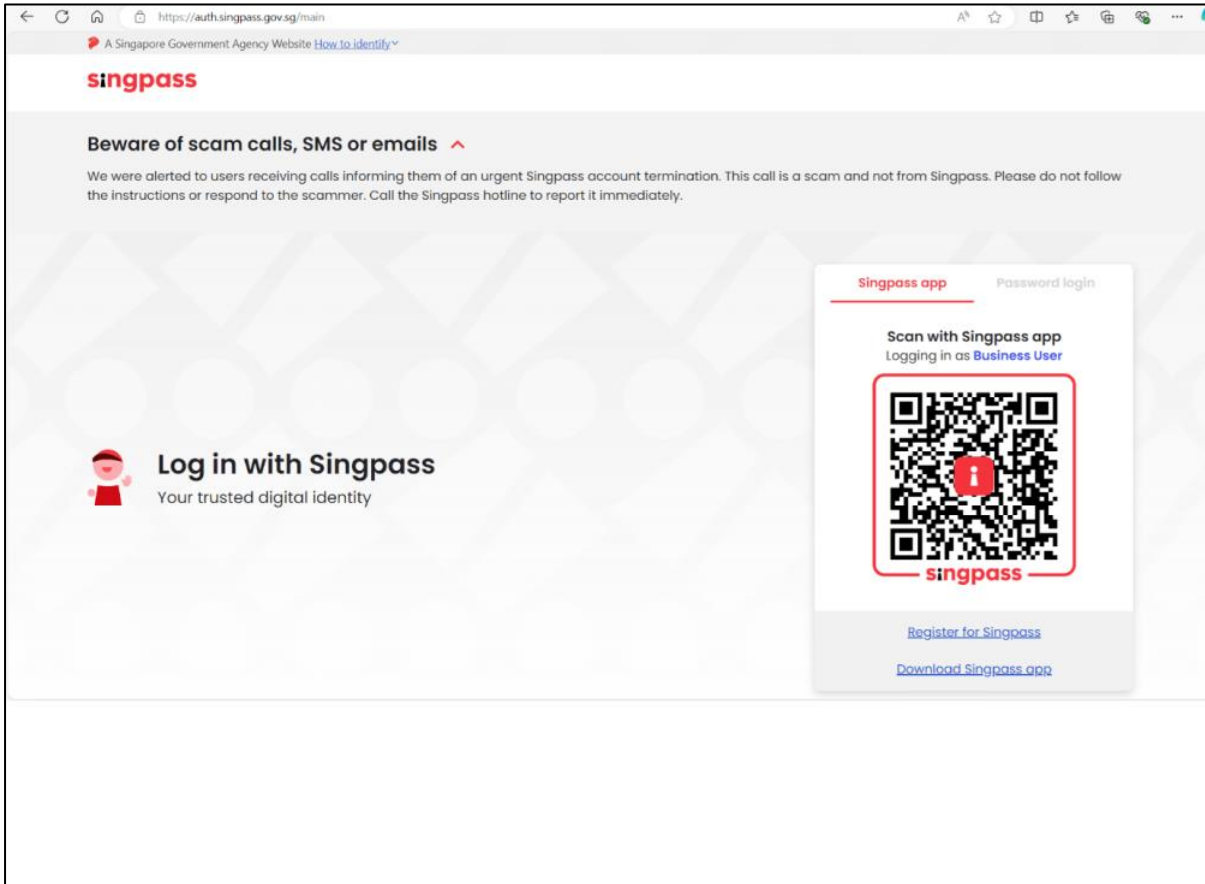 https://auth.singpass.gov.sg/main
A Singapore Government Agency Website How to identify
singpass
Beware of scam calls, SMS or emails
We were alerted to users receiving calls informing them of an urgent Singpass account termination. This call is a scam and not from Singpass. Please do not follow
the instructions or respond to the scammer. Call the Singpass hotline to report it immediately.
Singpass app Password login
Scan with Singpass app
Logging in as Business User
Log in with Singpass
Your trusted digital identity
singpass
Register for Singpass
Download Singpass app